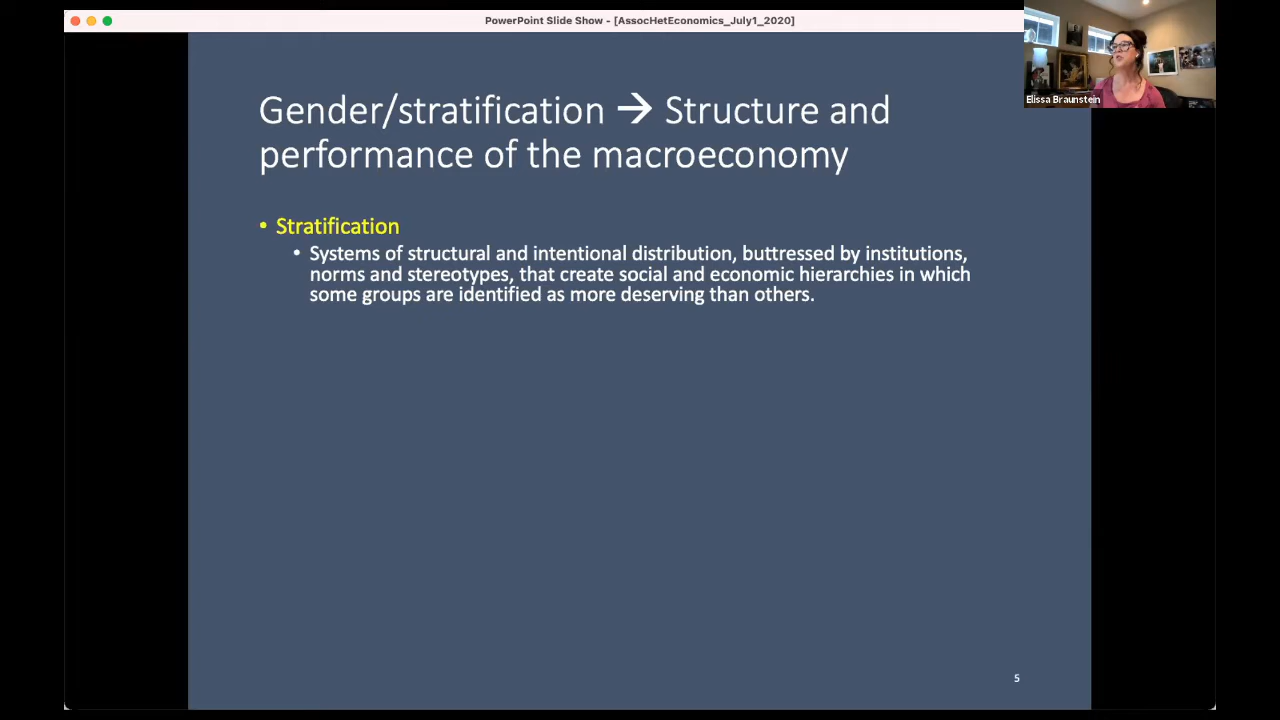 PowerPoint Slide Show - [AssocHetEconomics_July1_2020]
Elissa Braunstein
Gender/stratification → Structure and
performance of the macroeconomy
• Stratification
• Systems of structural and intentional distribution, buttressed by institutions,
norms and stereotypes, that create social and economic hierarchies in which
some groups are identified as more deserving than others.
5